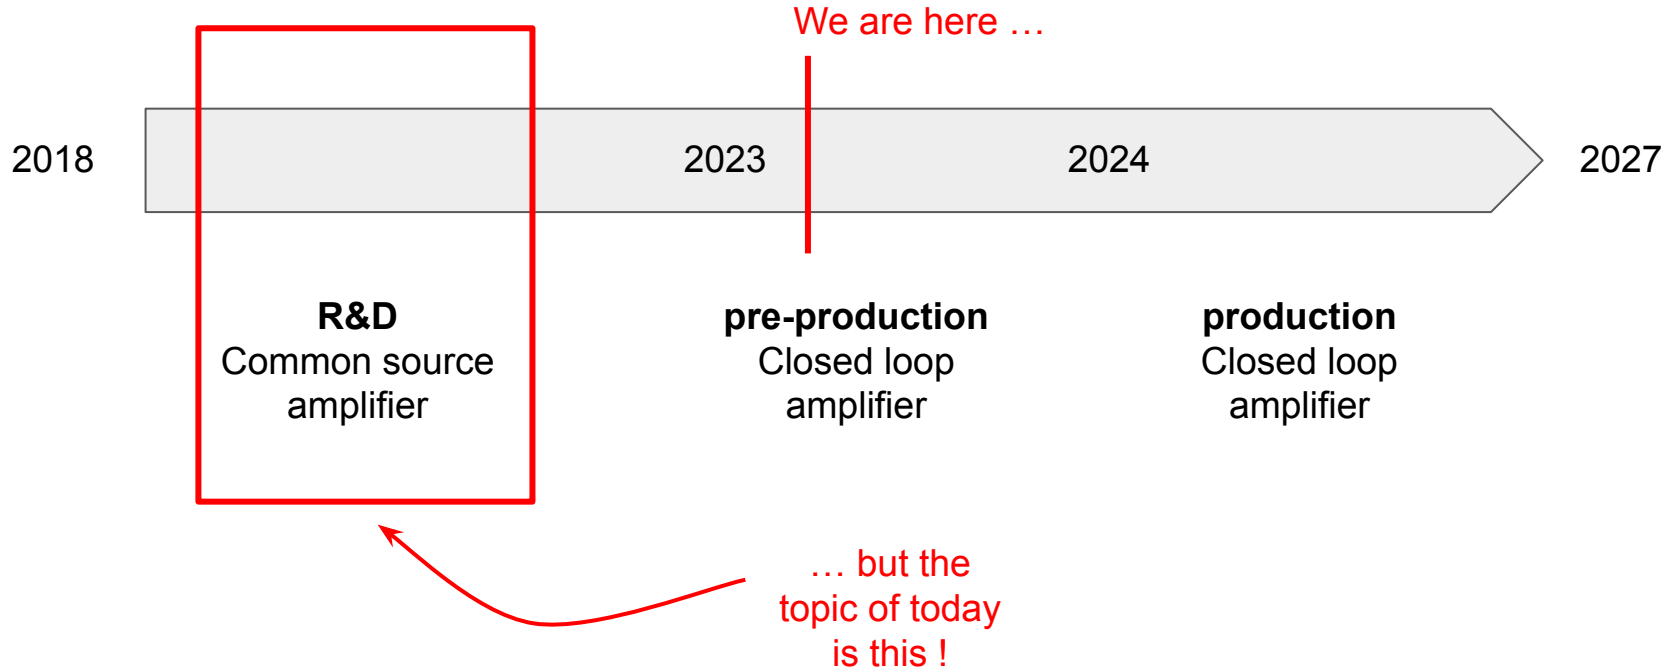 We are here …
2018
2023
2024
2027
R&D
Common source
amplifier
pre-production
Closed loop
amplifier
production
Closed loop
amplifier
… but the
topic of today
is this !